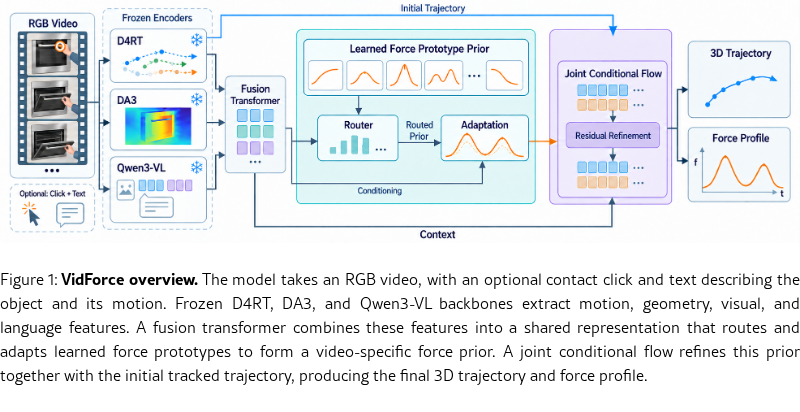 Initial Trajectory
RGB Video
Frozen Encoders
D4RT
DA3
Qwen3-VL
Optional: Click + Text
Fusion
Transformer
Learned Force Prototype Prior
Router
Routed
Prior
Adaptation
Conditioning
Context
Joint Conditional Flow
Residual Refinement
3D Trajectory
Force Profile
f
t
Figure 1: VidForce overview. The model takes an RGB video, with an optional contact click and text describing the
object and its motion. Frozen D4RT, DA3, and Qwen3-VL backbones extract motion, geometry, visual, and
language features. A fusion transformer combines these features into a shared representation that routes and
adapts learned force prototypes to form a video-specific force prior. A joint conditional flow refines this prior
together with the initial tracked trajectory, producing the final 3D trajectory and force profile.